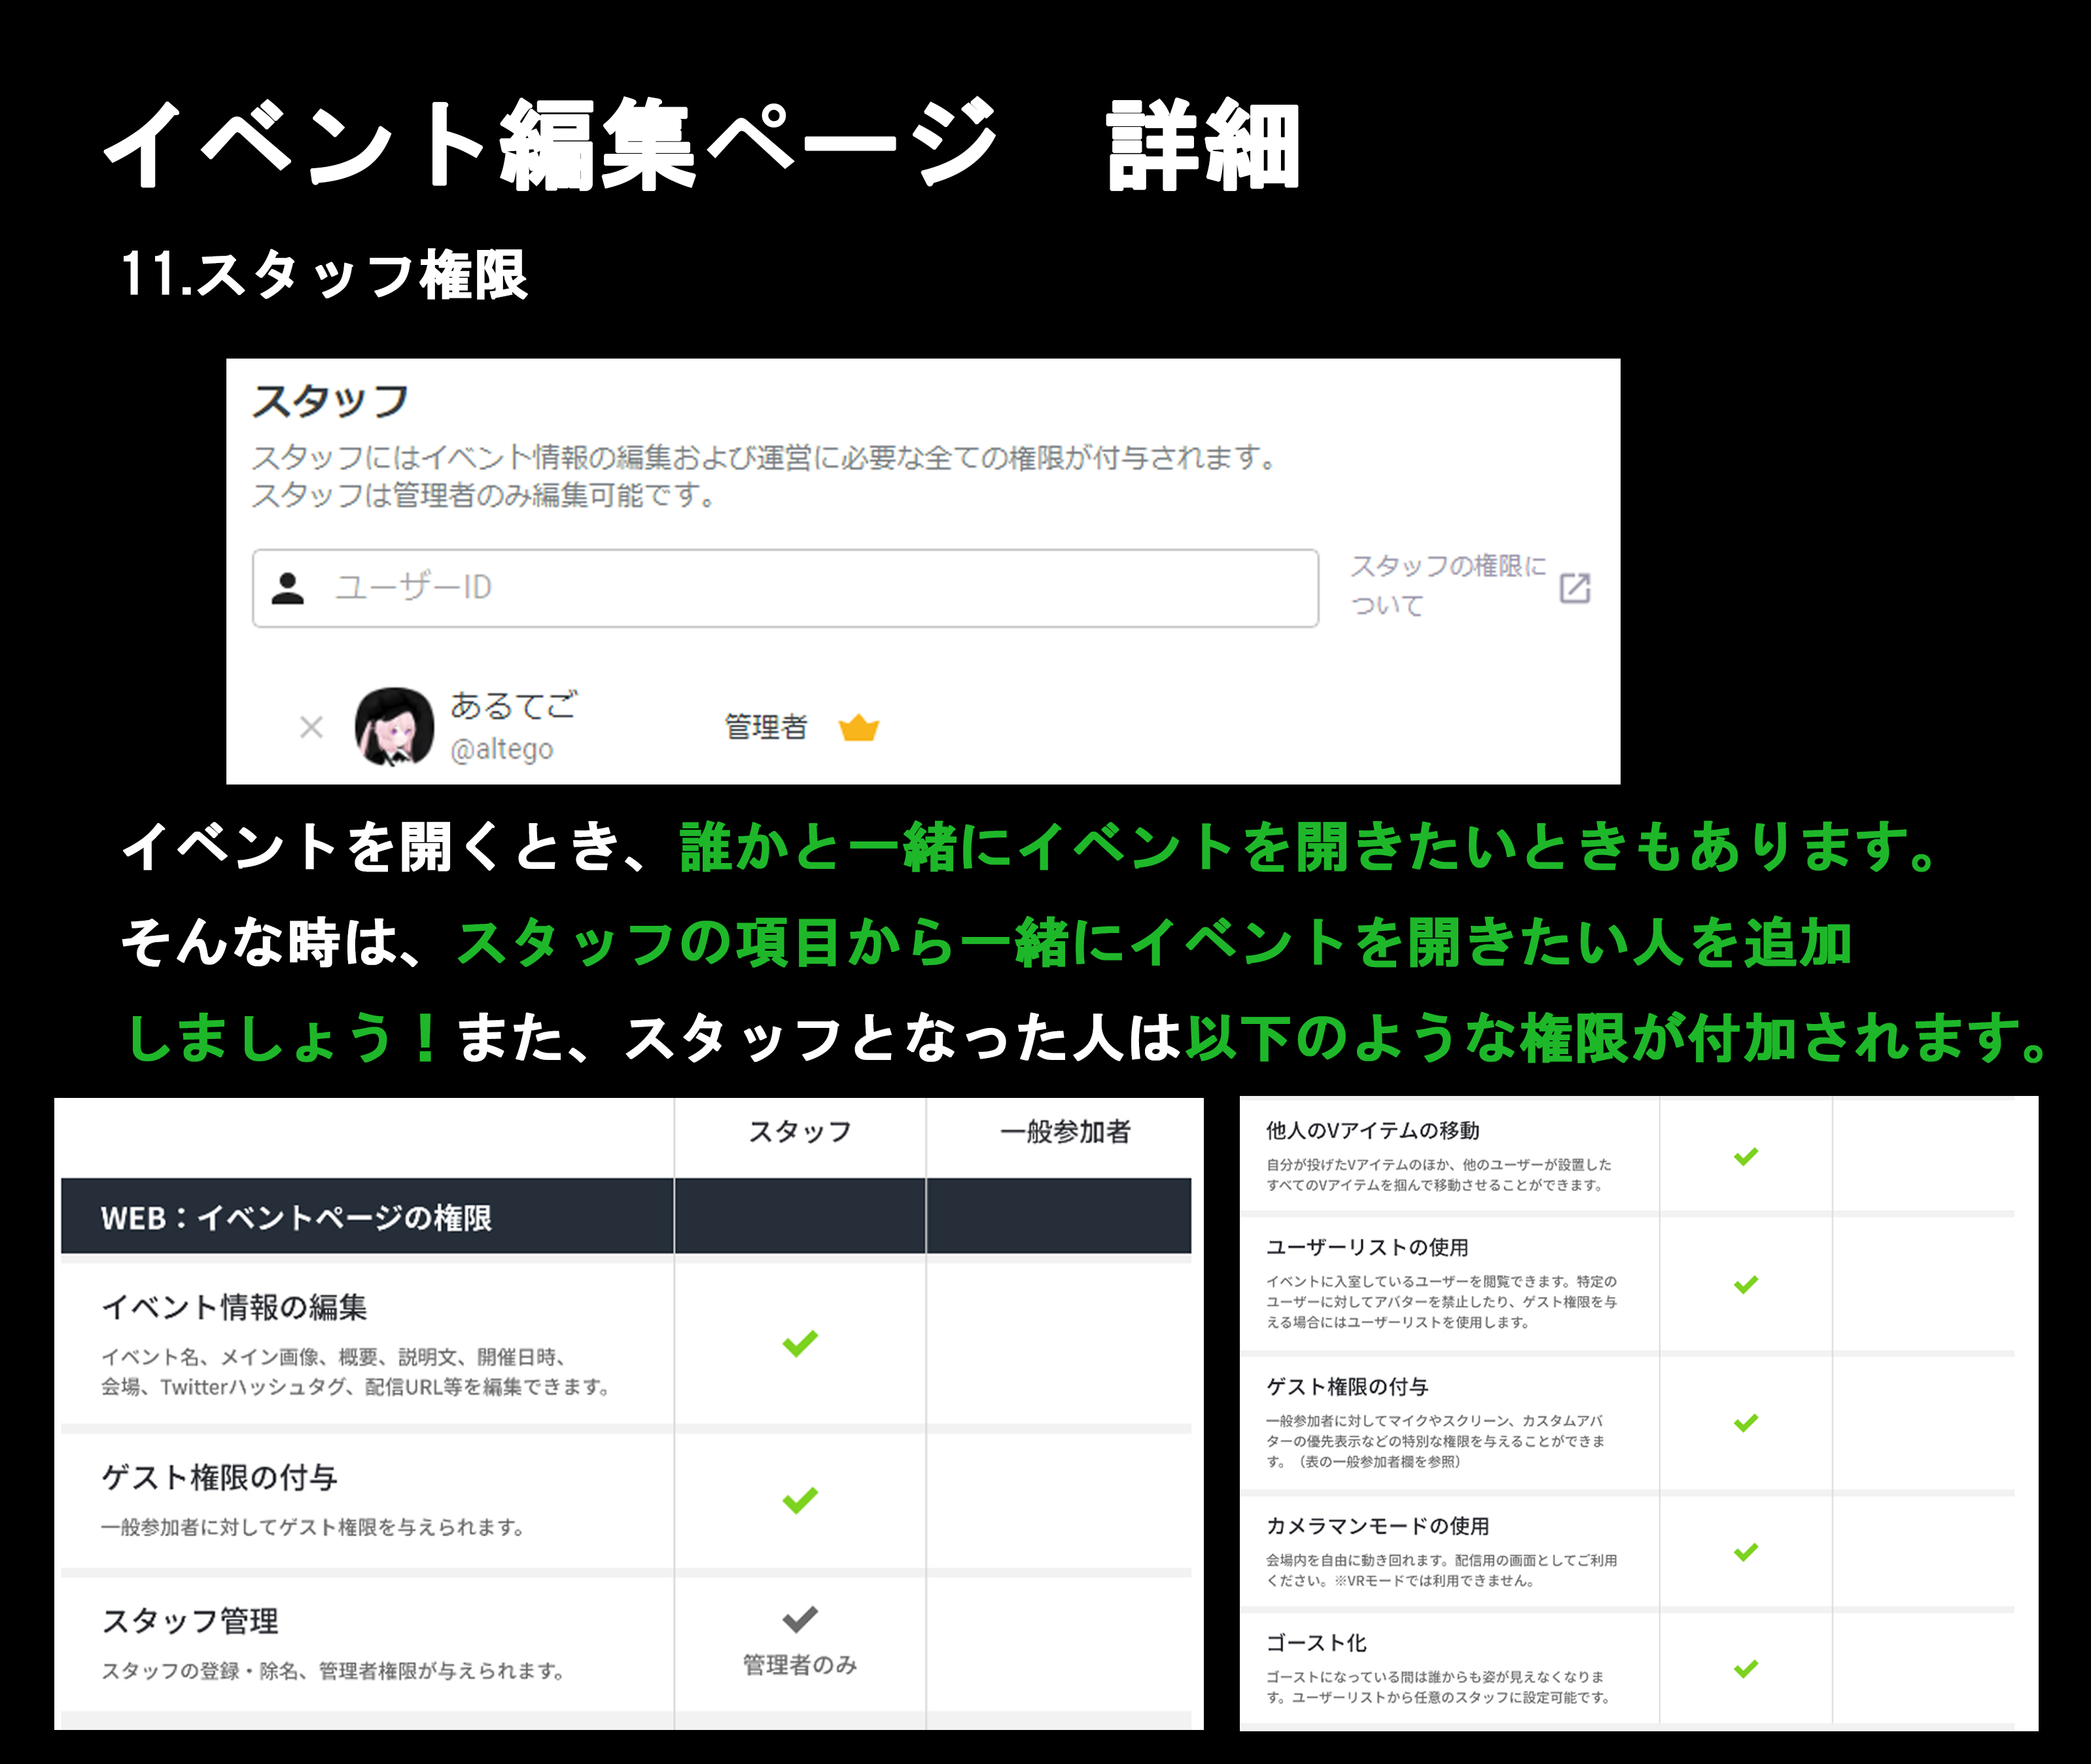 イベント編集ページ　詳細
11.スタッフ権限
スタッフ
スタッフにはイベント情報の編集および運営に必要な全ての権限が付与されます。
スタッフは管理者のみ編集可能です。
ユーザーID
スタッフの権限に
ついて
あるてご
@altego
管理者
イベントを開くとき、誰かと一緒にイベントを開きたいときもあります。
そんな時は、スタッフの項目から一緒にイベントを開きたい人を追加
しましょう！また、スタッフとなった人は以下のような権限が付加されます。
スタッフ
一般参加者
WEB：イベントページの権限
イベント情報の編集
イベント名、メイン画像、概要、説明文、開催日時、
会場、Twitterハッシュタグ、配信URL等を編集できます。
ゲスト権限の付与
一般参加者に対してゲスト権限を与えられます。
スタッフ管理
スタッフの登録・除名、管理者権限が与えられます。
管理者のみ
他人のVアイテムの移動
自分が投げたVアイテムのほか、他のユーザーが設置した
すべてのVアイテムを掴んで移動させることができます。
ユーザーリストの使用
イベントに入室しているユーザーを閲覧できます。特定の
ユーザーに対してアバターを禁止したり、ゲスト権限を与
える場合にはユーザーリストを使用します。
ゲスト権限の付与
一般参加者に対してマイクやスクリーン、カスタムアバ
ターの優先表示などの特別な権限を与えることができま
す。（表の一般参加者欄を参照）
カメラマンモードの使用
会場内を自由に動き回れます。配信用の画面としてご利用
ください。※VRモードでは利用できません。
ゴースト化
ゴーストになっている間は誰からも姿が見えなくなりま
す。ユーザーリストから任意のスタッフに設定可能です。